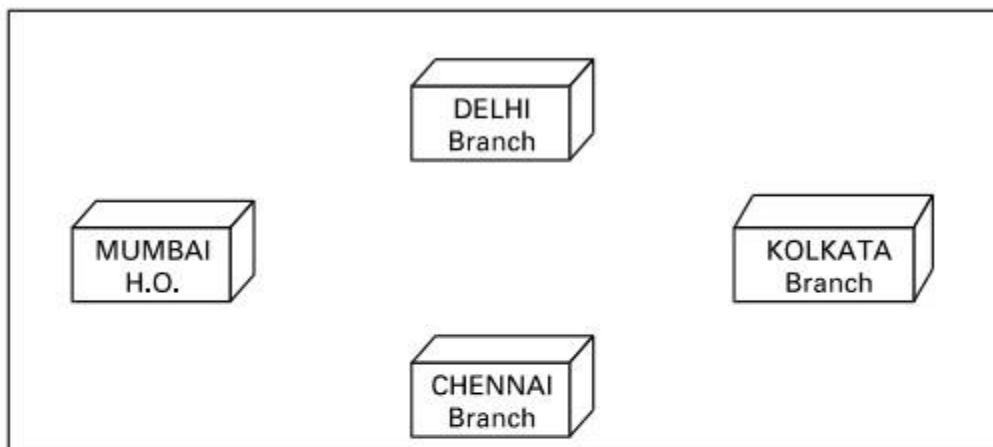 DELHI
Branch
MUMBAI
H.O.
KOLKATA
Branch
CHENNAI
Branch